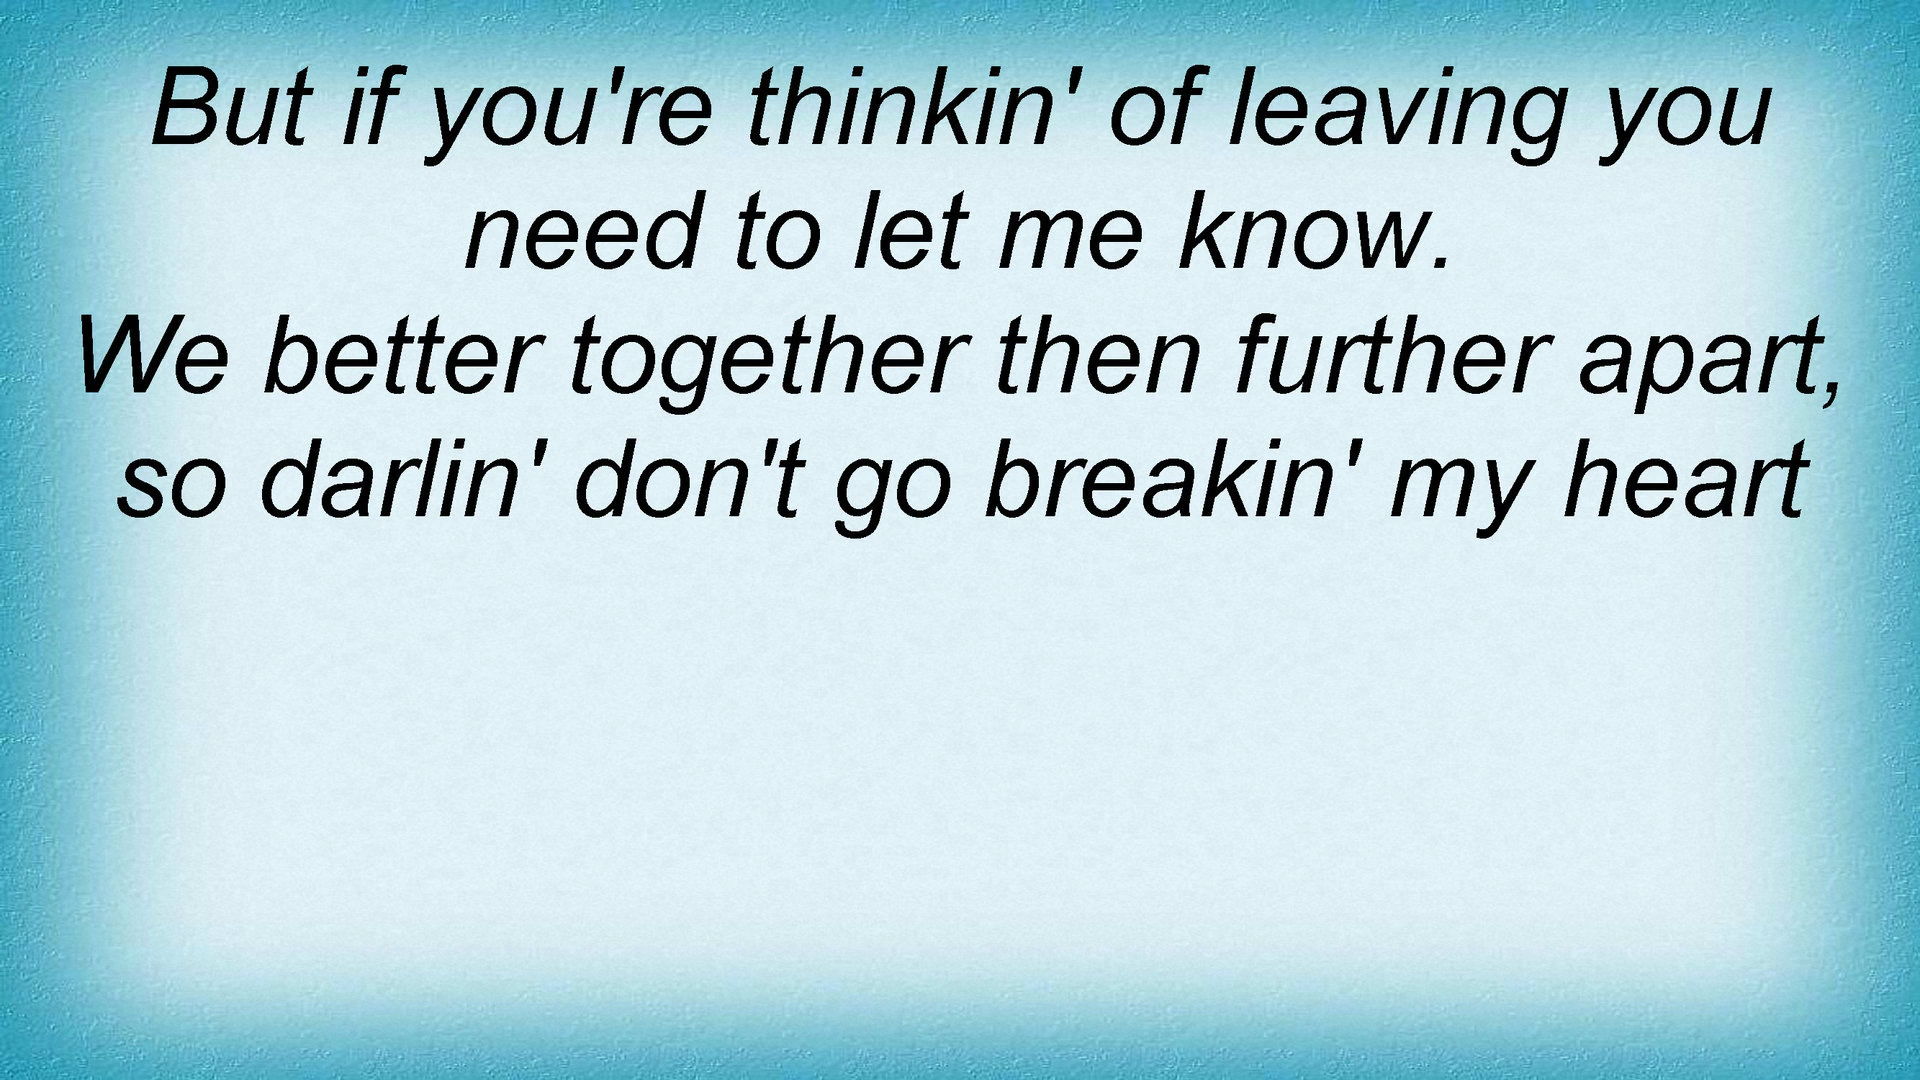 But if you're thinkin' of leaving you
need to let me know.
We better together then further apart,
so darlin' don't go breakin' my heart